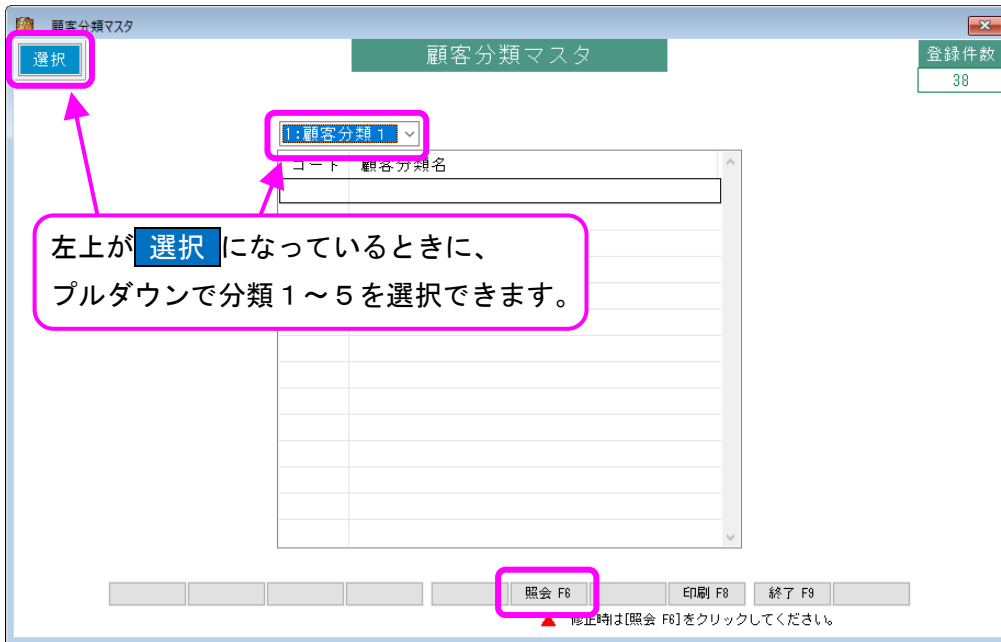 顧客分類マスタ
選択
顧客分類マスタ
登録件数
38
1:顧客分類１
コード 顧客分類名
左上が 選択 になっているときに、
プルダウンで分類１～５を選択できます。
照会 F6 印刷 F8 終了 F9
修正時は[照会 F6]をクリックしてください。